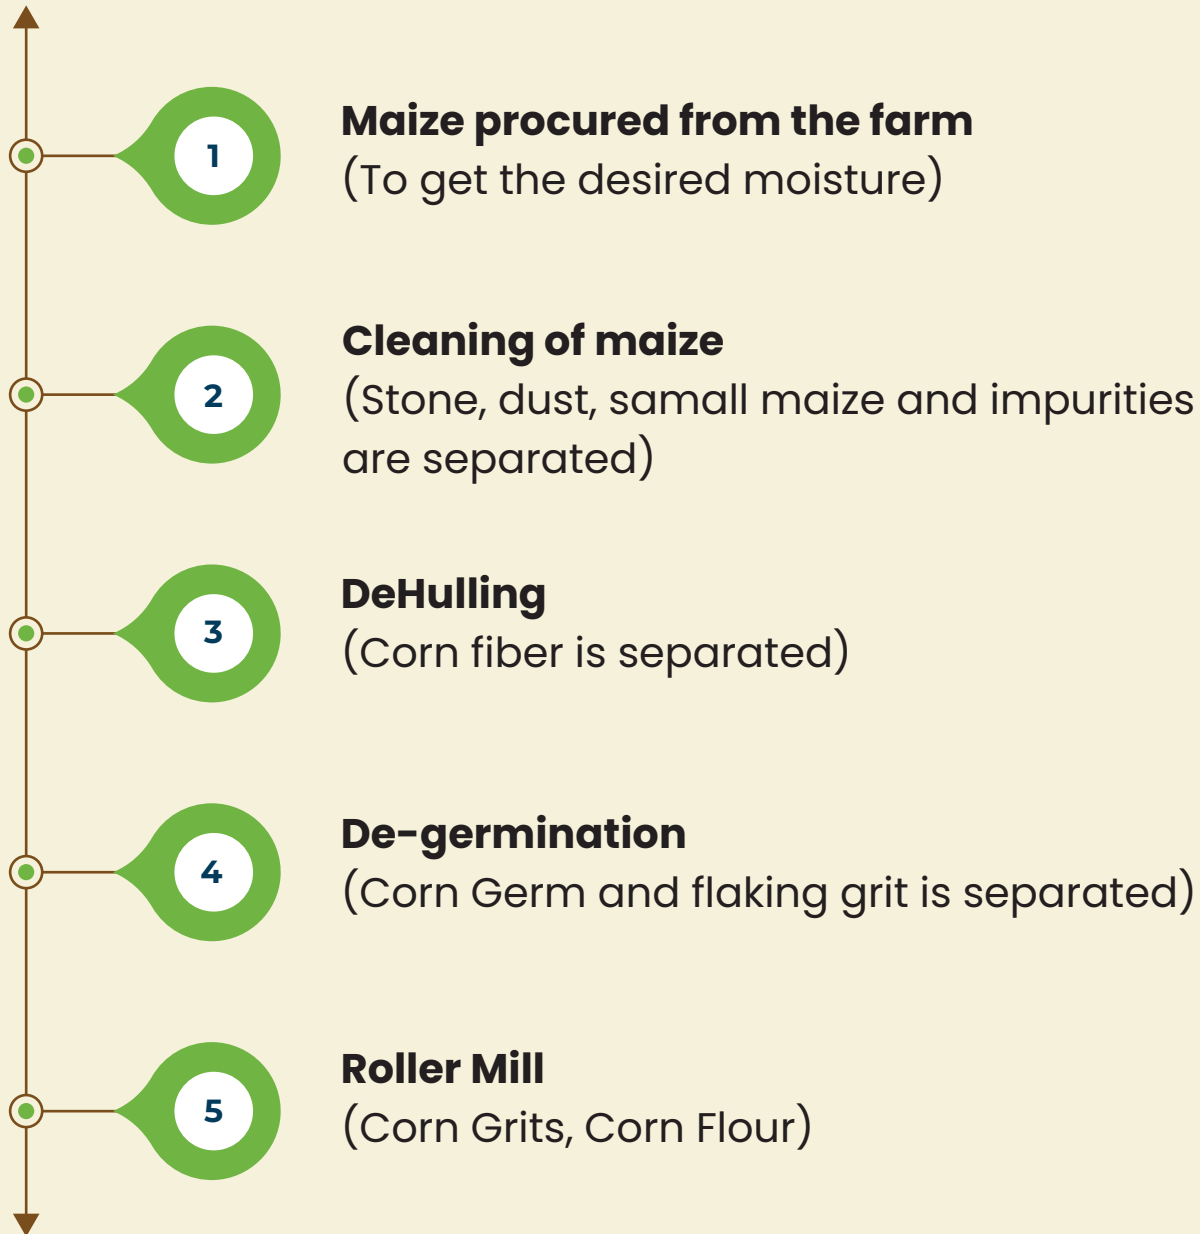 1
Maize procured from the farm
(To get the desired moisture)
2
Cleaning of maize
(Stone, dust, samall maize and impurities
are separated)
3
DeHulling
(Corn fiber is separated)
4
De-germination
(Corn Germ and flaking grit is separated)
5
Roller Mill
(Corn Grits, Corn Flour)